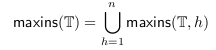 maxins(𝕋) = ⋃_{h=1}^{n} maxins(𝕋, h)